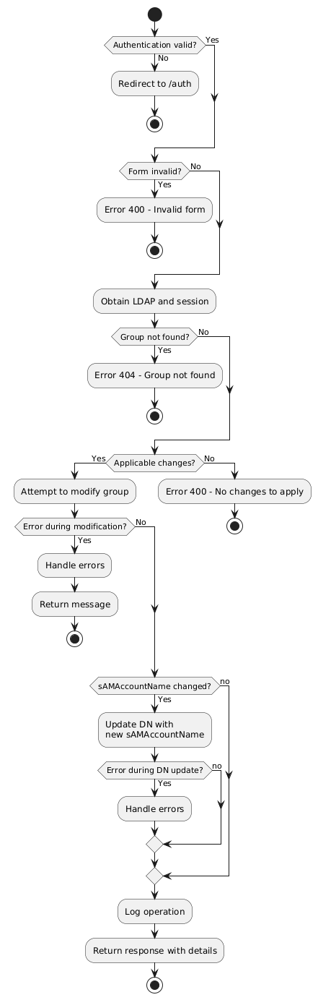 Authentication valid?
Yes
No
Redirect to /auth
Form invalid?
No
Yes
Error 400 - Invalid form
Obtain LDAP and session
Group not found?
No
Yes
Error 404 - Group not found
Yes
Applicable changes?
No
Attempt to modify group
Error 400 - No changes to apply
Error during modification?
No
Yes
Handle errors
Return message
sAMAccountName changed?
no
Yes
Update DN with
new sAMAccountName
Error during DN update?
no
Yes
Handle errors
Log operation
Return response with details